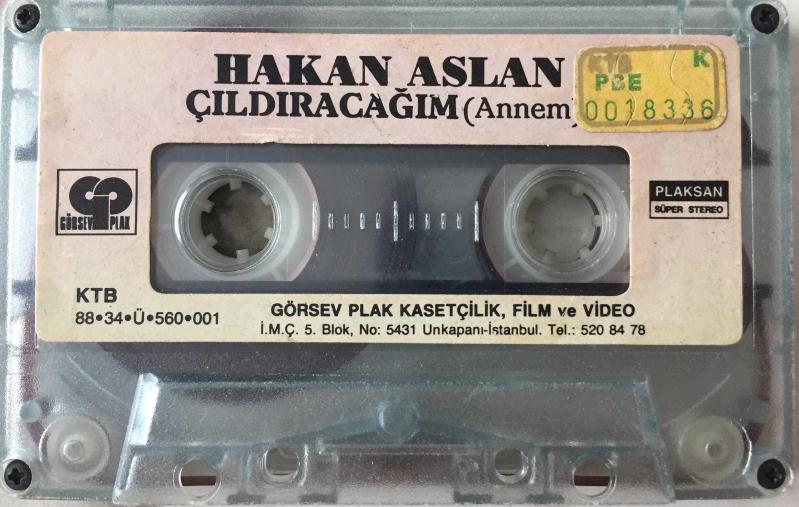 HAKAN ASLAN
ÇILDIRACAĞIM (Annem)
KTB K
PBE
0018336
GÖRSEV PLAK
PLAKSAN
SÜPER STEREO
KTB
88•34•Ü•560•001
GÖRSEV PLAK KASETÇİLİK, FİLM ve VİDEO
İ.M.Ç. 5. Blok, No: 5431 Unkapanı-İstanbul. Tel.: 520 84 78